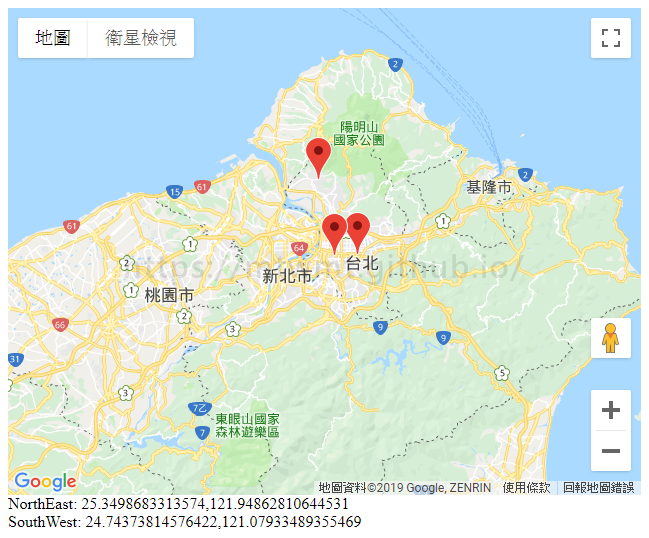 地圖 衛星檢視
2
陽明山
國家公園
15
61
2
基隆市
61
1
1
64
台北
https://
hub.io/
2
新北市
1
桃園市
2
66
3
9
9
31
3
5
7乙
東眼山國家
森林遊樂區
7
Google
地圖資料©2019 Google, ZENRIN 使用條款 回報地圖錯誤
NorthEast: 25.3498683313574,121.94862810644531
SouthWest: 24.74373814576422,121.07933489355469